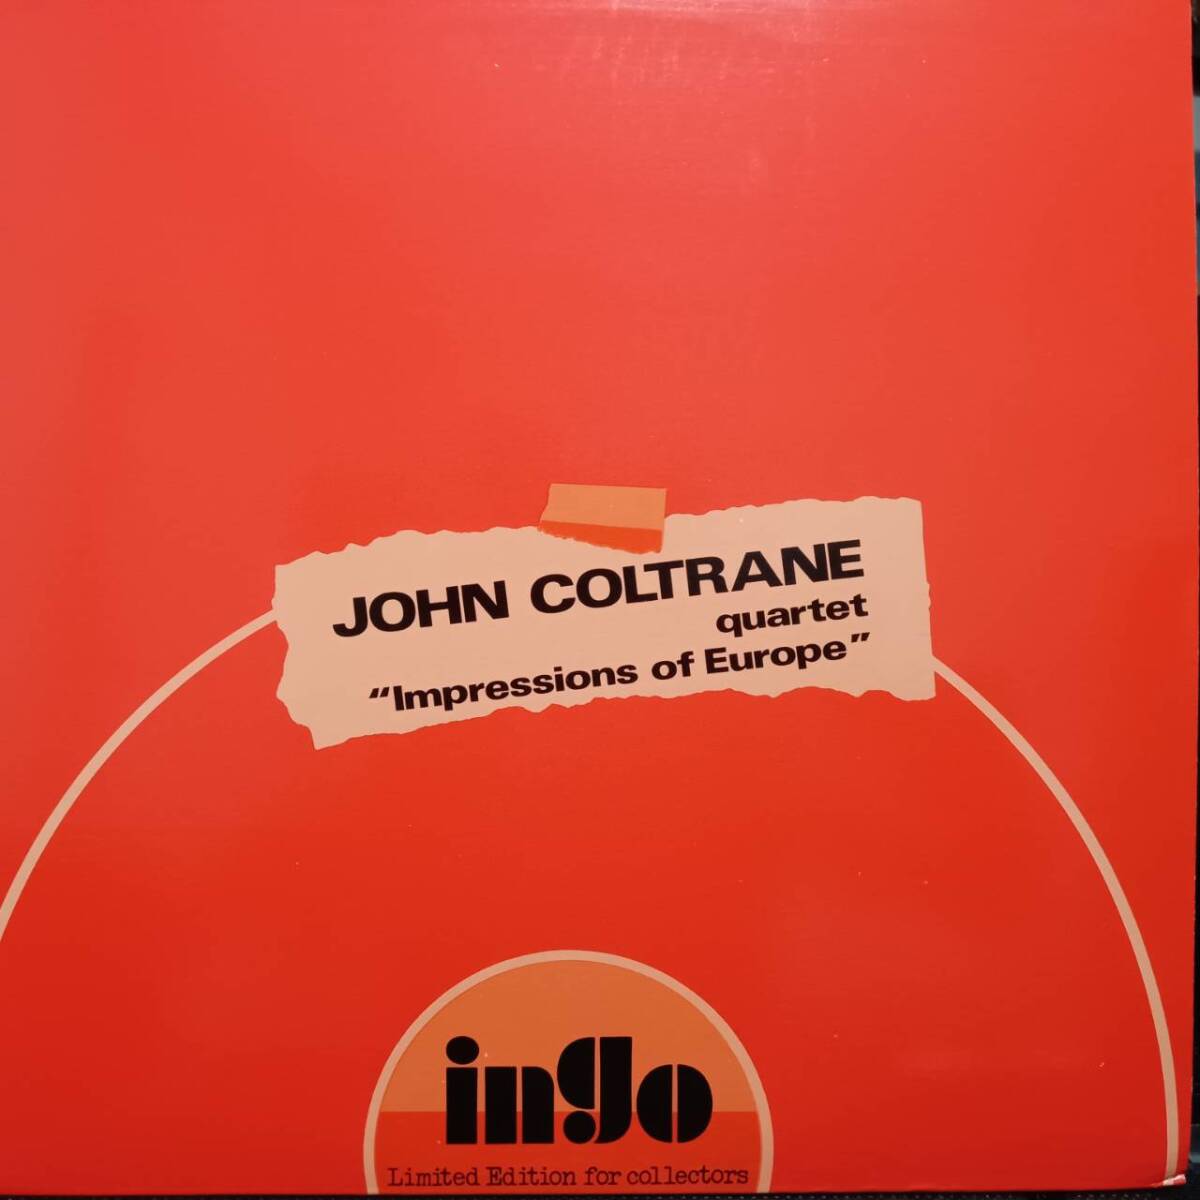 JOHN COLTRANE
quartet
“Impressions of Europe”
ingo
Limited Edition for collectors